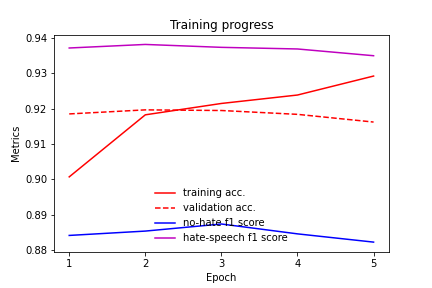 Training progress
0.94
0.93
0.92
0.91
0.90
0.89
0.88
Metrics
training acc.
validation acc.
no-hate f1 score
hate-speech f1 score
1 2 3 4 5
Epoch